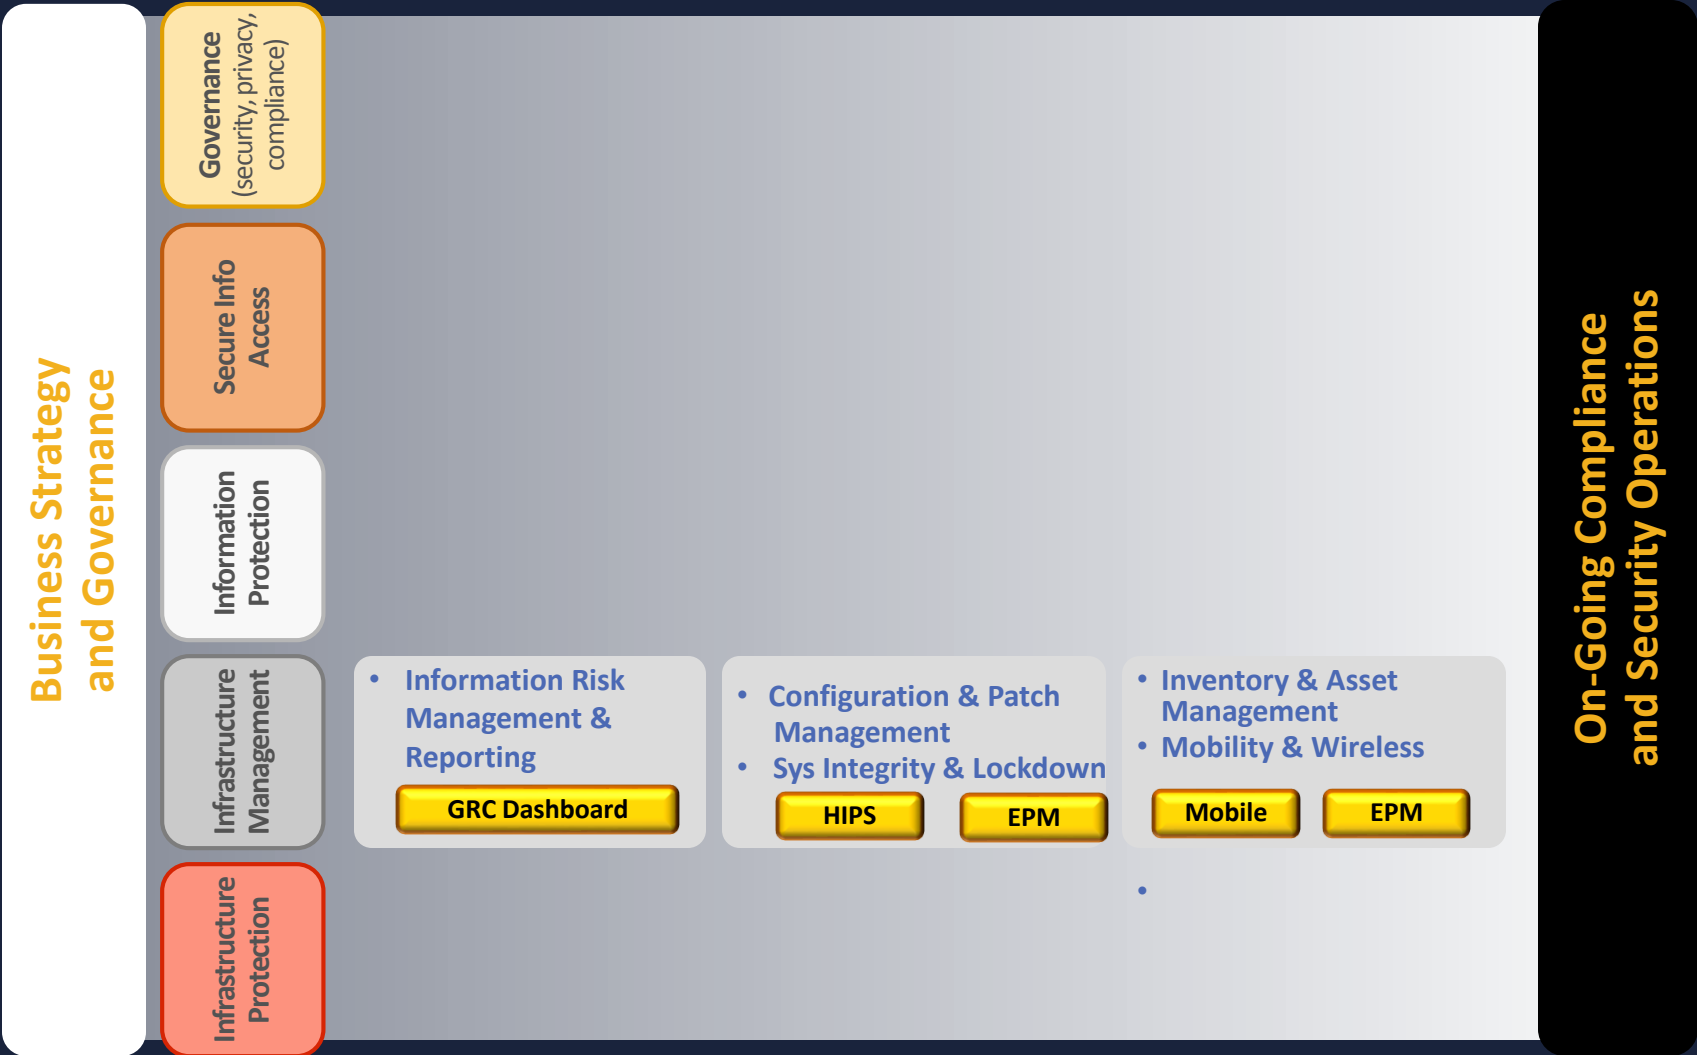 Business Strategy
and Governance
Governance
(security, privacy,
compliance)
Secure Info
Access
Information
Protection
Infrastructure
Management
Infrastructure
Protection
• Information Risk
Management &
Reporting
GRC Dashboard
• Configuration & Patch
Management
• Sys Integrity & Lockdown
HIPS
EPM
• Inventory & Asset
Management
• Mobility & Wireless
Mobile
EPM
•
On-Going Compliance
and Security Operations